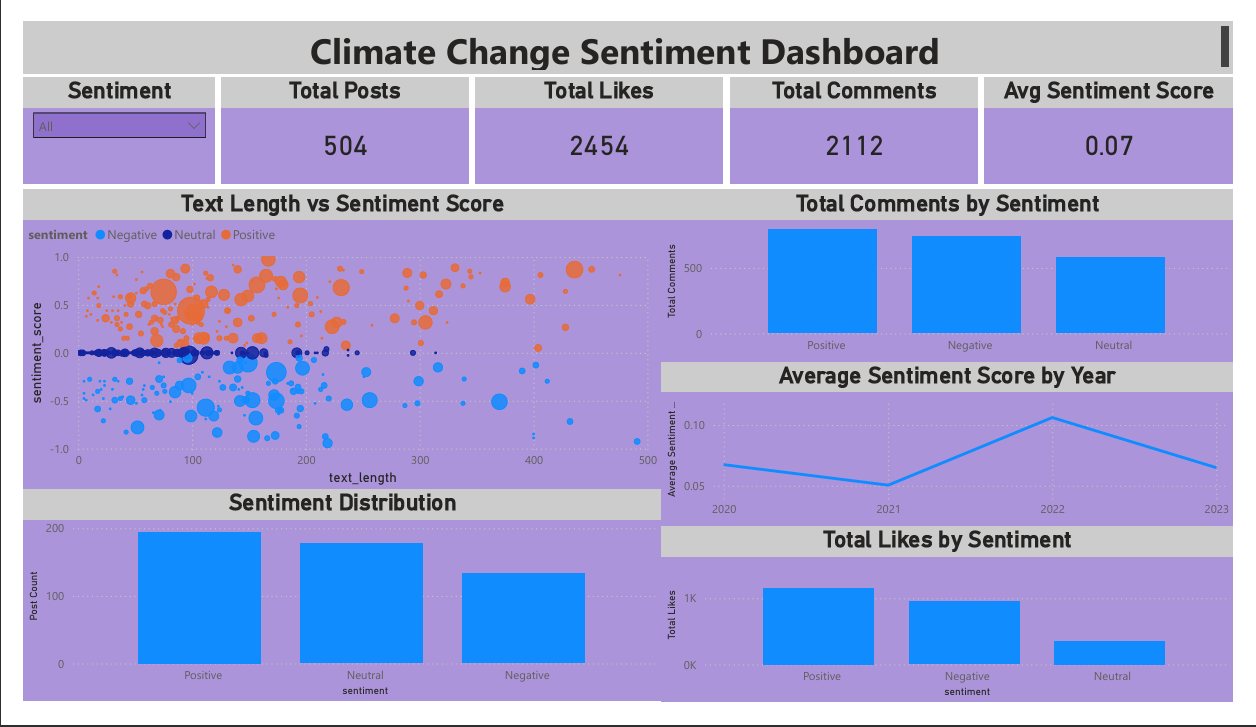 Climate Change Sentiment Dashboard
Sentiment
All
Total Posts
504
Total Likes
2454
Total Comments
2112
Avg Sentiment Score
0.07
Text Length vs Sentiment Score
sentiment Negative Neutral Positive
sentiment_score
1.0
0.5
0.0
-0.5
-1.0
0 100 200 300 400 500
text_length
Total Comments by Sentiment
Total Comments
500
0
Positive Negative Neutral
Average Sentiment Score by Year
Average Sentiment ...
0.10
0.05
2020 2021 2022 2023
Sentiment Distribution
Post Count
200
100
0
Positive Neutral Negative
sentiment
Total Likes by Sentiment
Total Likes
1K
0K
Positive Negative Neutral
sentiment